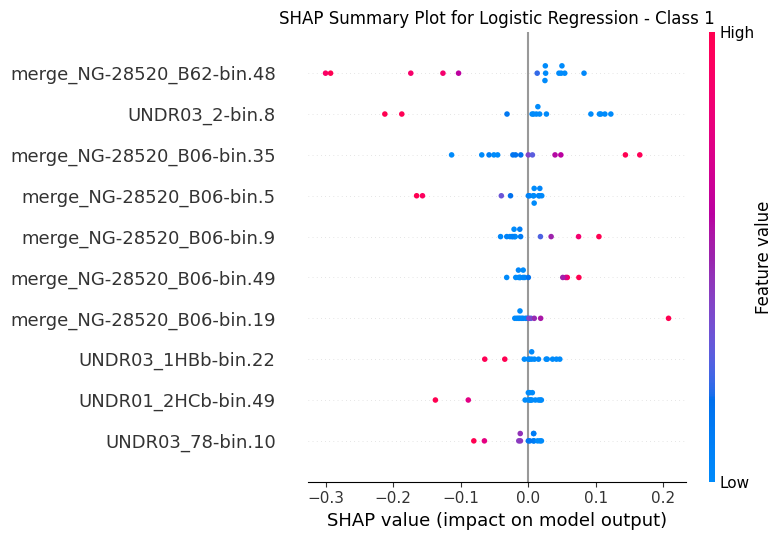 SHAP Summary Plot for Logistic Regression - Class 1
High
merge_NG-28520_B62-bin.48
UNDR03_2-bin.8
merge_NG-28520_B06-bin.35
merge_NG-28520_B06-bin.5
merge_NG-28520_B06-bin.9
merge_NG-28520_B06-bin.49
merge_NG-28520_B06-bin.19
UNDR03_1HBb-bin.22
UNDR01_2HCb-bin.49
UNDR03_78-bin.10
Feature value
Low
−0.3 −0.2 −0.1 0.0 0.1 0.2
SHAP value (impact on model output)